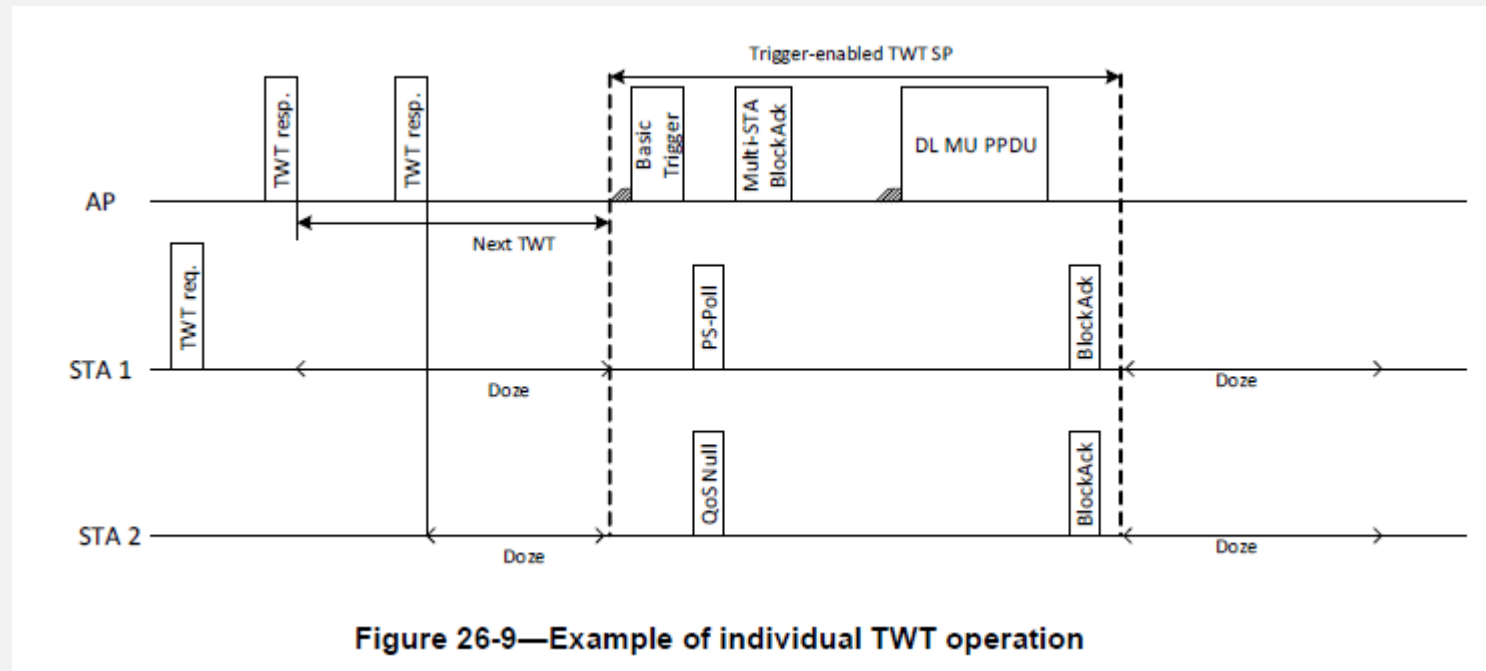 Trigger-enabled TWT SP
TWT resp.
TWT resp.
Basic
Trigger
Multi-STA
BlockAck
DL MU PPDU
AP
Next TWT
TWT req.
PS-Poll
BlockAck
STA 1
Doze
Doze
QoS Null
BlockAck
STA 2
Doze
Doze
Figure 26-9—Example of individual TWT operation